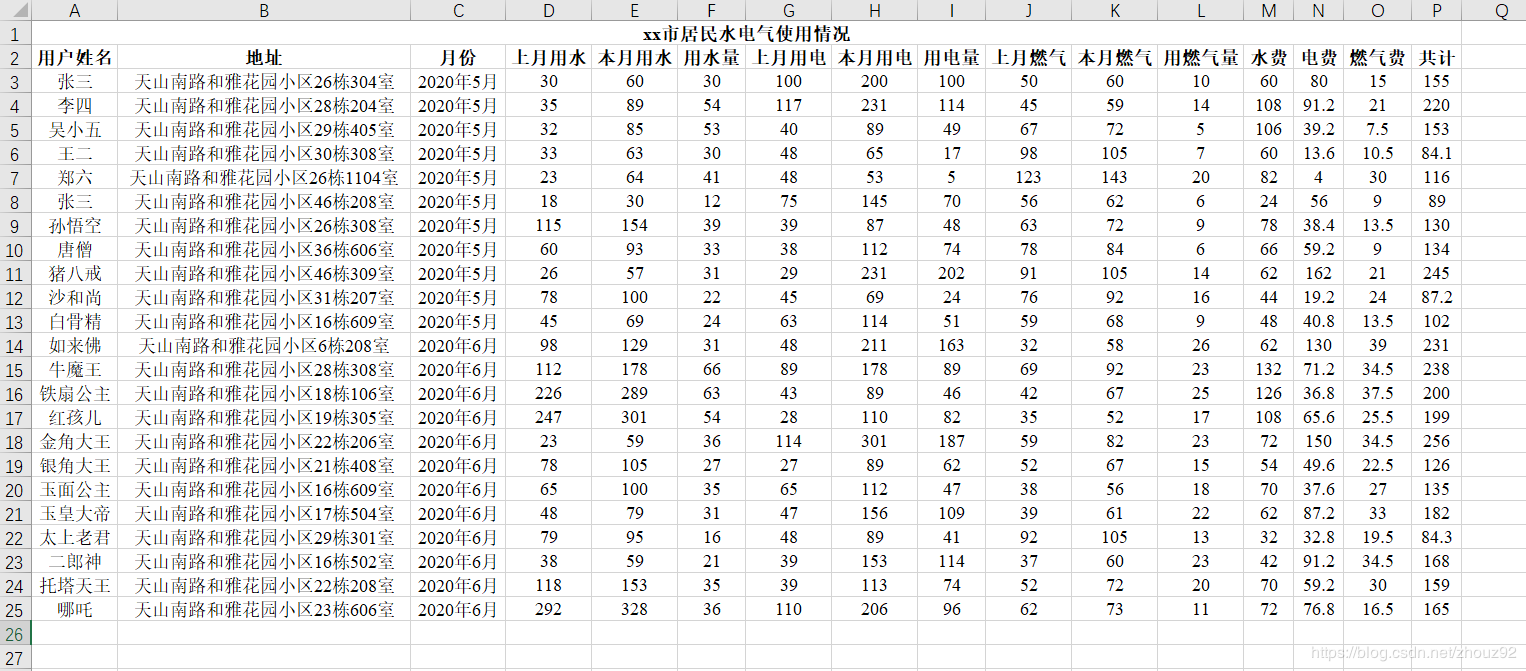 A B C D E F G H I J K L M N O P Q
1 xx市居民水电气使用情况
2 用户姓名 地址 月份 上月用水 本月用水 用水量 上月用电 本月用电 用电量 上月燃气 本月燃气 用燃气量 水费 电费 燃气费 共计
3 张三 天山南路和雅花园小区26栋304室 2020年5月 30 60 30 100 200 100 50 60 10 60 80 15 155
4 李四 天山南路和雅花园小区28栋204室 2020年5月 35 89 54 117 231 114 45 59 14 108 91.2 21 220
5 吴小五 天山南路和雅花园小区29栋405室 2020年5月 32 85 53 40 89 49 67 72 5 106 39.2 7.5 153
6 王二 天山南路和雅花园小区30栋308室 2020年5月 33 63 30 48 65 17 98 105 7 60 13.6 10.5 84.1
7 郑六 天山南路和雅花园小区26栋1104室 2020年5月 23 64 41 48 53 5 123 143 20 82 4 30 116
8 张三 天山南路和雅花园小区46栋208室 2020年5月 18 30 12 75 145 70 56 62 6 24 56 9 89
9 孙悟空 天山南路和雅花园小区26栋308室 2020年5月 115 154 39 39 87 48 63 72 9 78 38.4 13.5 130
10 唐僧 天山南路和雅花园小区36栋606室 2020年5月 60 93 33 38 112 74 78 84 6 66 59.2 9 134
11 猪八戒 天山南路和雅花园小区46栋309室 2020年5月 26 57 31 29 231 202 91 105 14 62 162 21 245
12 沙和尚 天山南路和雅花园小区31栋207室 2020年5月 78 100 22 45 69 24 76 92 16 44 19.2 24 87.2
13 白骨精 天山南路和雅花园小区16栋609室 2020年5月 45 69 24 63 114 51 59 68 9 48 40.8 13.5 102
14 如来佛 天山南路和雅花园小区6栋208室 2020年6月 98 129 31 48 211 163 32 58 26 62 130 39 231
15 牛魔王 天山南路和雅花园小区28栋308室 2020年6月 112 178 66 89 178 89 69 92 23 132 71.2 34.5 238
16 铁扇公主 天山南路和雅花园小区18栋106室 2020年6月 226 289 63 43 89 46 42 67 25 126 36.8 37.5 200
17 红孩儿 天山南路和雅花园小区19栋305室 2020年6月 247 301 54 28 110 82 35 52 17 108 65.6 25.5 199
18 金角大王 天山南路和雅花园小区22栋206室 2020年6月 23 59 36 114 301 187 59 82 23 72 150 34.5 256
19 银角大王 天山南路和雅花园小区21栋408室 2020年6月 78 105 27 27 89 62 52 67 15 54 49.6 22.5 126
20 玉面公主 天山南路和雅花园小区16栋609室 2020年6月 65 100 35 65 112 47 38 56 18 70 37.6 27 135
21 玉皇大帝 天山南路和雅花园小区17栋504室 2020年6月 48 79 31 47 156 109 39 61 22 62 87.2 33 182
22 太上老君 天山南路和雅花园小区29栋301室 2020年6月 79 95 16 48 89 41 92 105 13 32 32.8 19.5 84.3
23 二郎神 天山南路和雅花园小区16栋502室 2020年6月 38 59 21 39 153 114 37 60 23 42 91.2 34.5 168
24 托塔天王 天山南路和雅花园小区22栋208室 2020年6月 118 153 35 39 113 74 52 72 20 70 59.2 30 159
25 哪吒 天山南路和雅花园小区23栋606室 2020年6月 292 328 36 110 206 96 62 73 11 72 76.8 16.5 165
26
27
https://blog.csdn.net/zhouz92